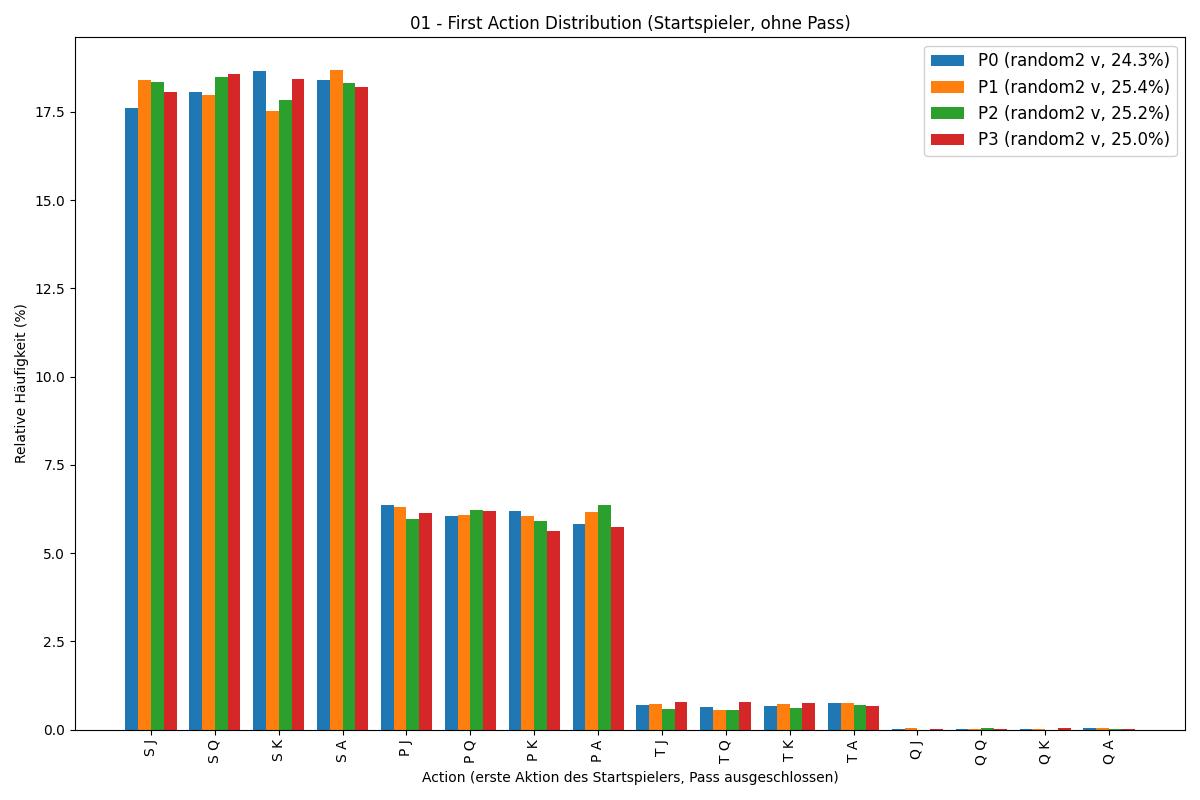 01 - First Action Distribution (Startspieler, ohne Pass)
P0 (random2 v, 24.3%)
P1 (random2 v, 25.4%)
P2 (random2 v, 25.2%)
P3 (random2 v, 25.0%)
Relative Häufigkeit (%)
17.5
15.0
12.5
10.0
7.5
5.0
2.5
0.0
S J
S Q
S K
S A
P J
P Q
P K
P A
T J
T Q
T K
T A
Q J
Q Q
Q K
Q A
Action (erste Aktion des Startspielers, Pass ausgeschlossen)